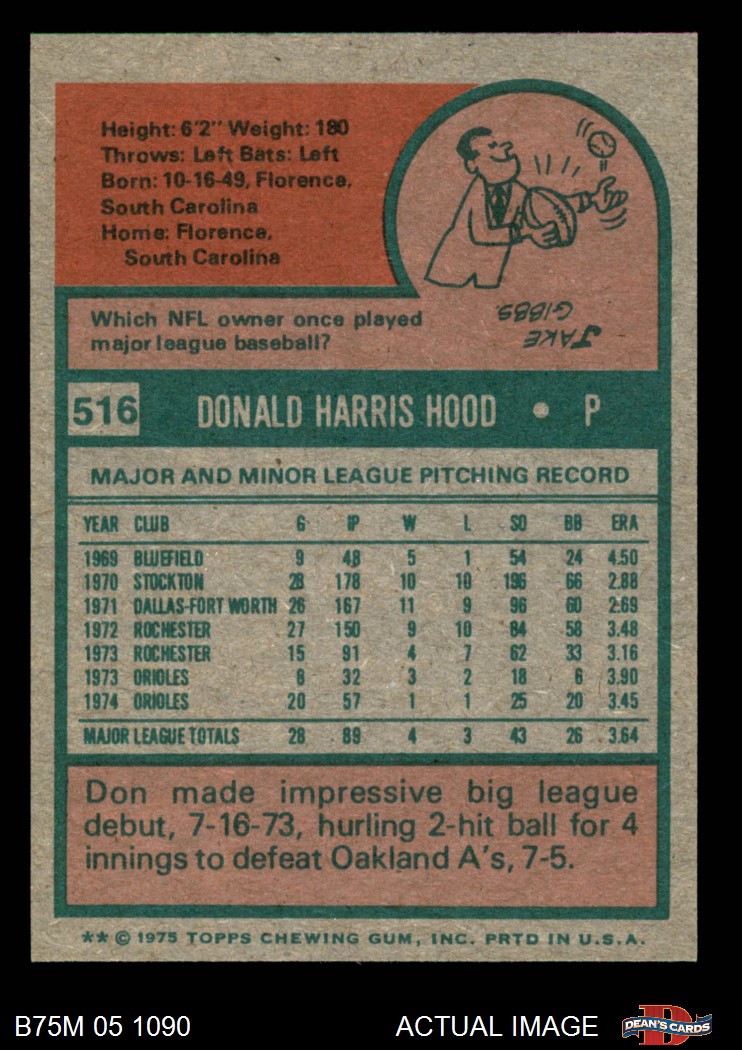 Height: 6'2" Weight: 180
Throws: Left Bats: Left
Born: 10-16-49, Florence,
South Carolina
Home: Florence,
South Carolina
Which NFL owner once played
major league baseball?
JAKE
GIBBS.
516 DONALD HARRIS HOOD • P
MAJOR AND MINOR LEAGUE PITCHING RECORD
YEAR CLUB G IP W L SO BB ERA
1969 BLUEFIELD 9 48 5 1 54 24 4.50
1970 STOCKTON 28 178 10 10 196 66 2.88
1971 DALLAS-FORT WORTH 26 167 11 9 96 60 2.69
1972 ROCHESTER 27 150 9 10 84 58 3.48
1973 ROCHESTER 15 91 4 7 62 33 3.16
1973 ORIOLES 8 32 3 2 18 6 3.90
1974 ORIOLES 20 57 1 1 25 20 3.45
MAJOR LEAGUE TOTALS 28 89 4 3 43 26 3.64
Don made impressive big league
debut, 7-16-73, hurling 2-hit ball for 4
innings to defeat Oakland A's, 7-5.
** © 1975 TOPPS CHEWING GUM, INC. PRTD IN U.S.A.
B75M 05 1090 ACTUAL IMAGE D DEAN'S CARDS